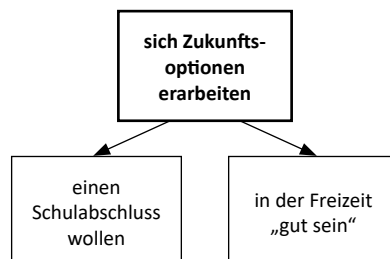 sich Zukunfts-
optionen
erarbeiten
einen
Schulabschluss
wollen
in der Freizeit
„gut sein“